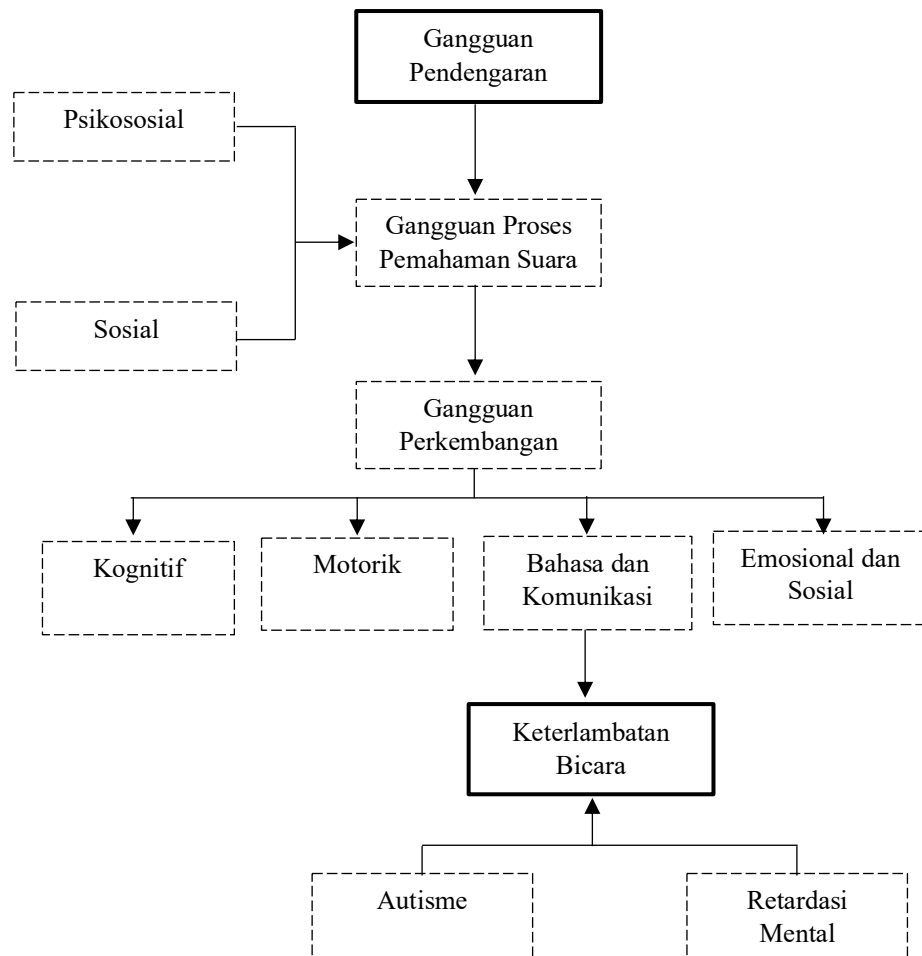 Gangguan
Pendengaran
Psikososial
Gangguan Proses
Pemahaman Suara
Sosial
Gangguan
Perkembangan
Kognitif
Motorik
Bahasa dan
Komunikasi
Emosional dan
Sosial
Keterlambatan
Bicara
Autisme
Retardasi
Mental